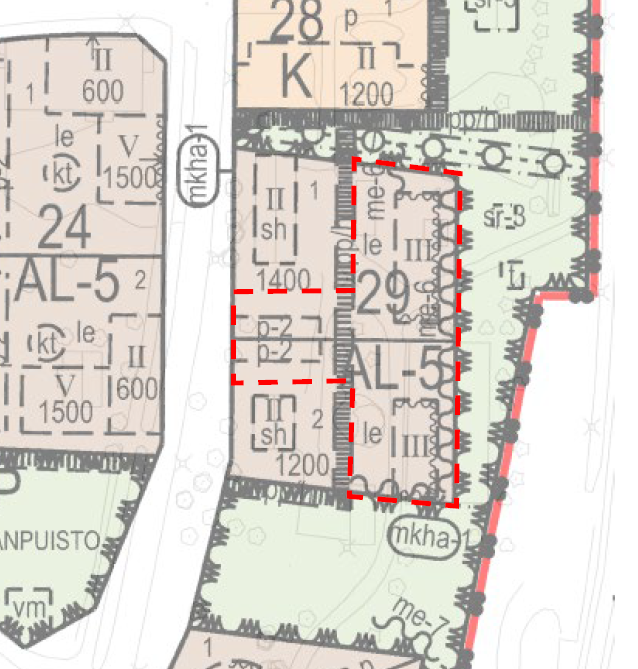 28
p
1
sr-3
II
K
1200
pp/h
II
600
1
le
V
kt
1500
24
AL-5
2
mkha-1
II
sh
1
1400
me-6
le
III
29
me-6
sr-3
p-2
p-2
kt
le
II
600
V
1500
AL-5
II
sh
2
1200
le
III
pp/h
mkha-1
ANPUISTO
vm
me-7
1
p